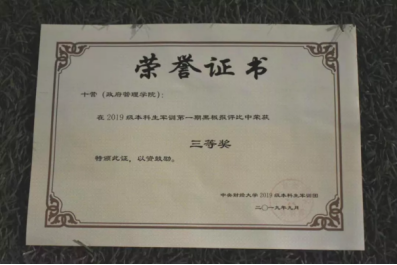 荣誉证书
十营（政府管理学院）：
在2019级本科生军训第一期黑板报评比中荣获
三等奖
特颁此证，以资鼓励。
中央财经大学2019级本科生军训团
二〇一九年九月